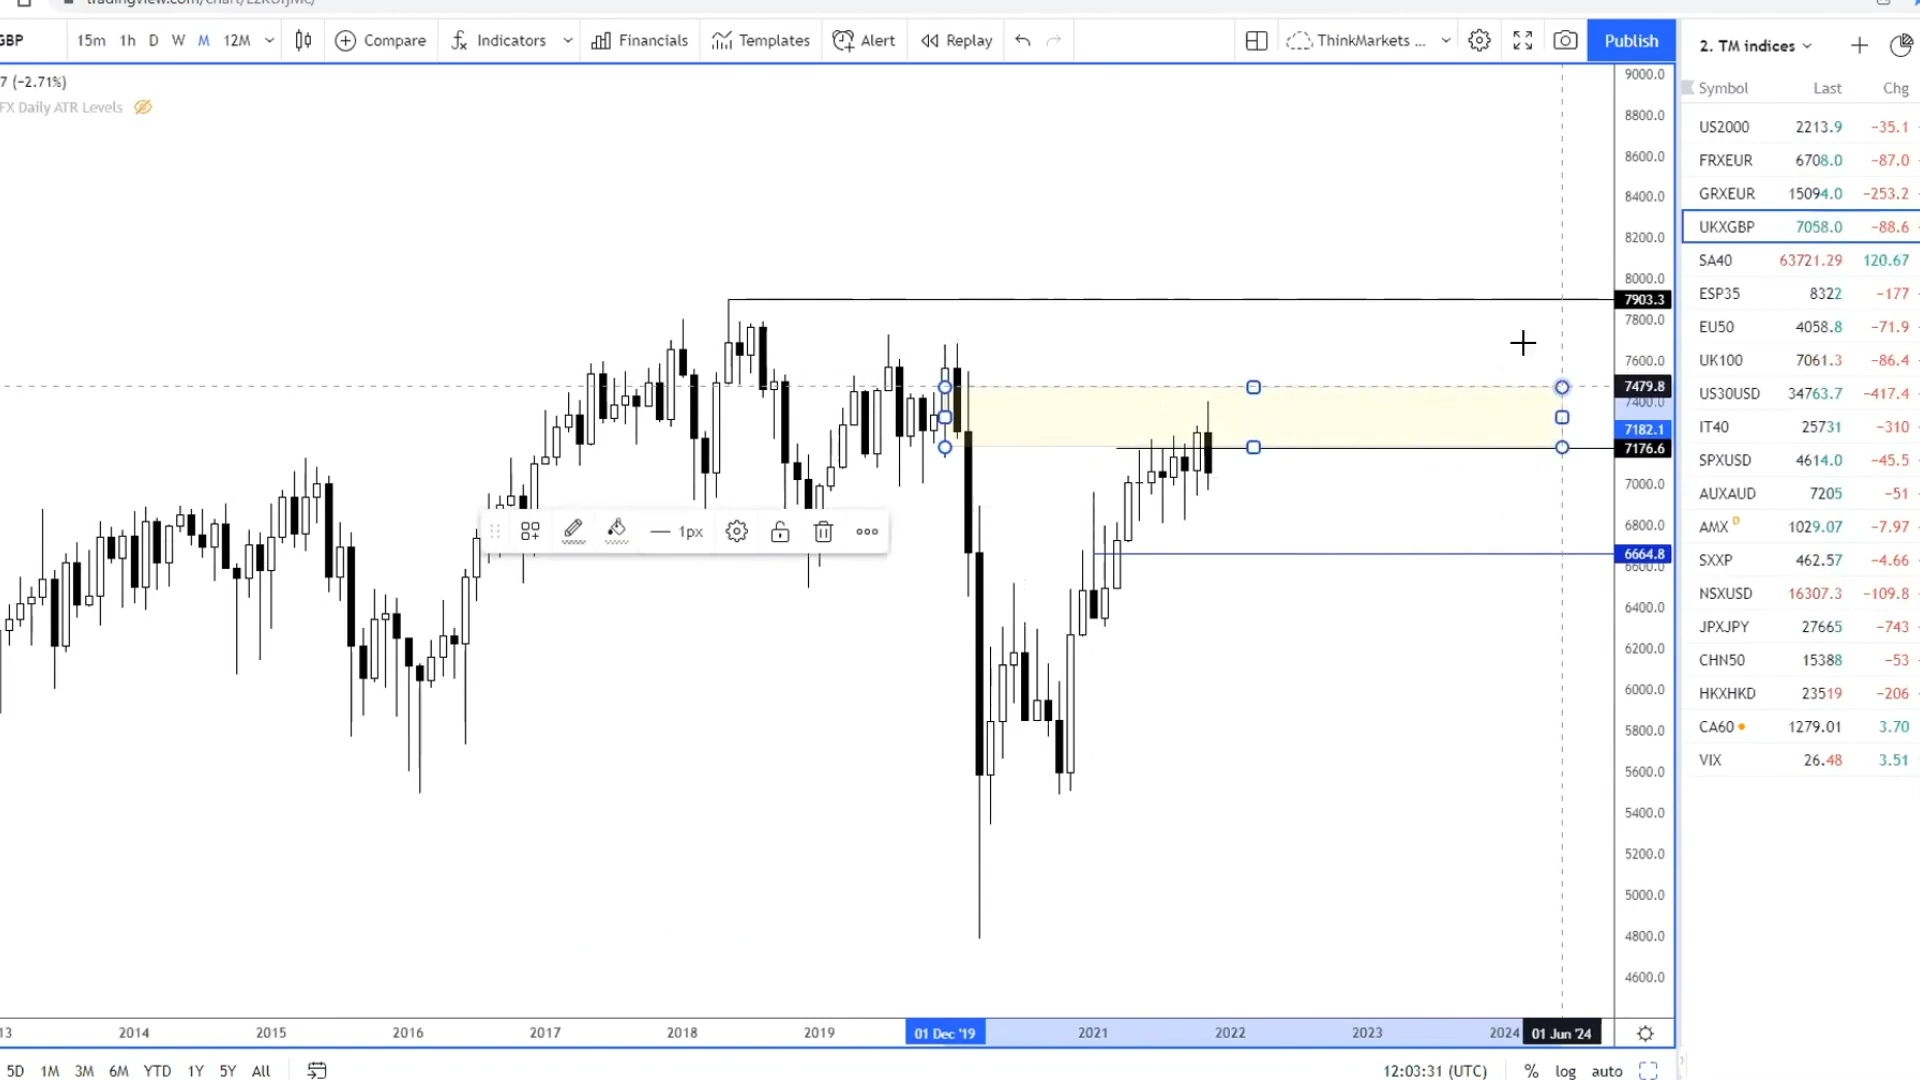 GBP 15m 1h D W M 12M Compare Indicators Financials Templates Alert Replay ThinkMarkets ... Publish
7 (−2.71%)
FX Daily ATR Levels
2. TM indices
Symbol Last Chg
US2000 2213.9 −35.1
FRXEUR 6708.0 −87.0
GRXEUR 15094.0 −253.2
UKXGBP 7058.0 −88.6
SA40 63721.29 120.67
ESP35 8322 −177
EU50 4058.8 −71.9
UK100 7061.3 −86.4
US30USD 34763.7 −417.4
IT40 25731 −310
SPXUSD 4614.0 −45.5
AUXAUD 7205 −51
AMX D 1029.07 −7.97
SXXP 462.57 −4.66
NSXUSD 16307.3 −109.8
JPXJPY 27665 −743
CHN50 15388 −53
HKXHKD 23519 −206
CA60 1279.01 3.70
VIX 26.48 3.51
9000.0
8800.0
8600.0
8400.0
8200.0
8000.0
7903.3
7800.0
7600.0
7479.8
7400.0
7182.1
7176.6
7000.0
6800.0
6664.8
6600.0
6400.0
6200.0
6000.0
5800.0
5600.0
5400.0
5200.0
5000.0
4800.0
4600.0
1px
13 2014 2015 2016 2017 2018 2019 01 Dec '19 2021 2022 2023 2024 01 Jun '24
5D 1M 3M 6M YTD 1Y 5Y All 12:03:31 (UTC) % log auto